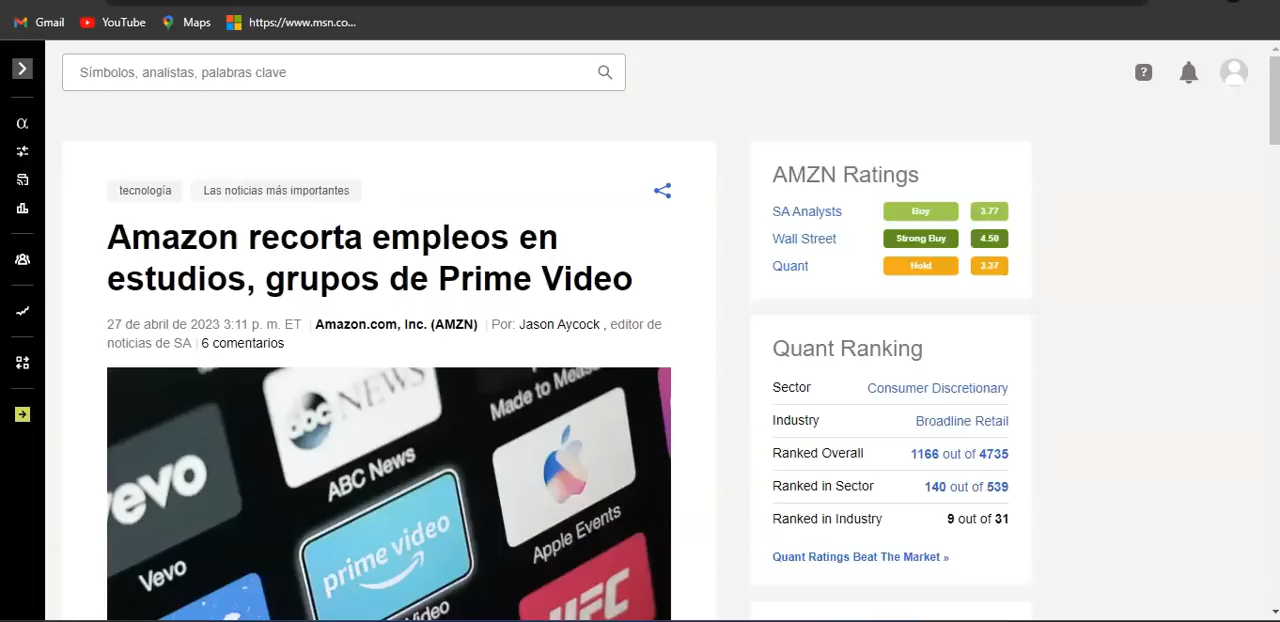 Gmail YouTube Maps https://www.msn.co...
Símbolos, analistas, palabras clave
?
α
tecnología Las noticias más importantes
Amazon recorta empleos en
estudios, grupos de Prime Video
27 de abril de 2023 3:11 p. m. ET | Amazon.com, Inc. (AMZN) | Por: Jason Aycock , editor de
noticias de SA | 6 comentarios
abc NEWS
Made to Meas
vevo
ABC News
prime video
Apple Events
Vevo
Video
UFC
AMZN Ratings
SA Analysts Buy 3.77
Wall Street Strong Buy 4.50
Quant Hold 3.37
Quant Ranking
Sector Consumer Discretionary
Industry Broadline Retail
Ranked Overall 1166 out of 4735
Ranked in Sector 140 out of 539
Ranked in Industry 9 out of 31
Quant Ratings Beat The Market »